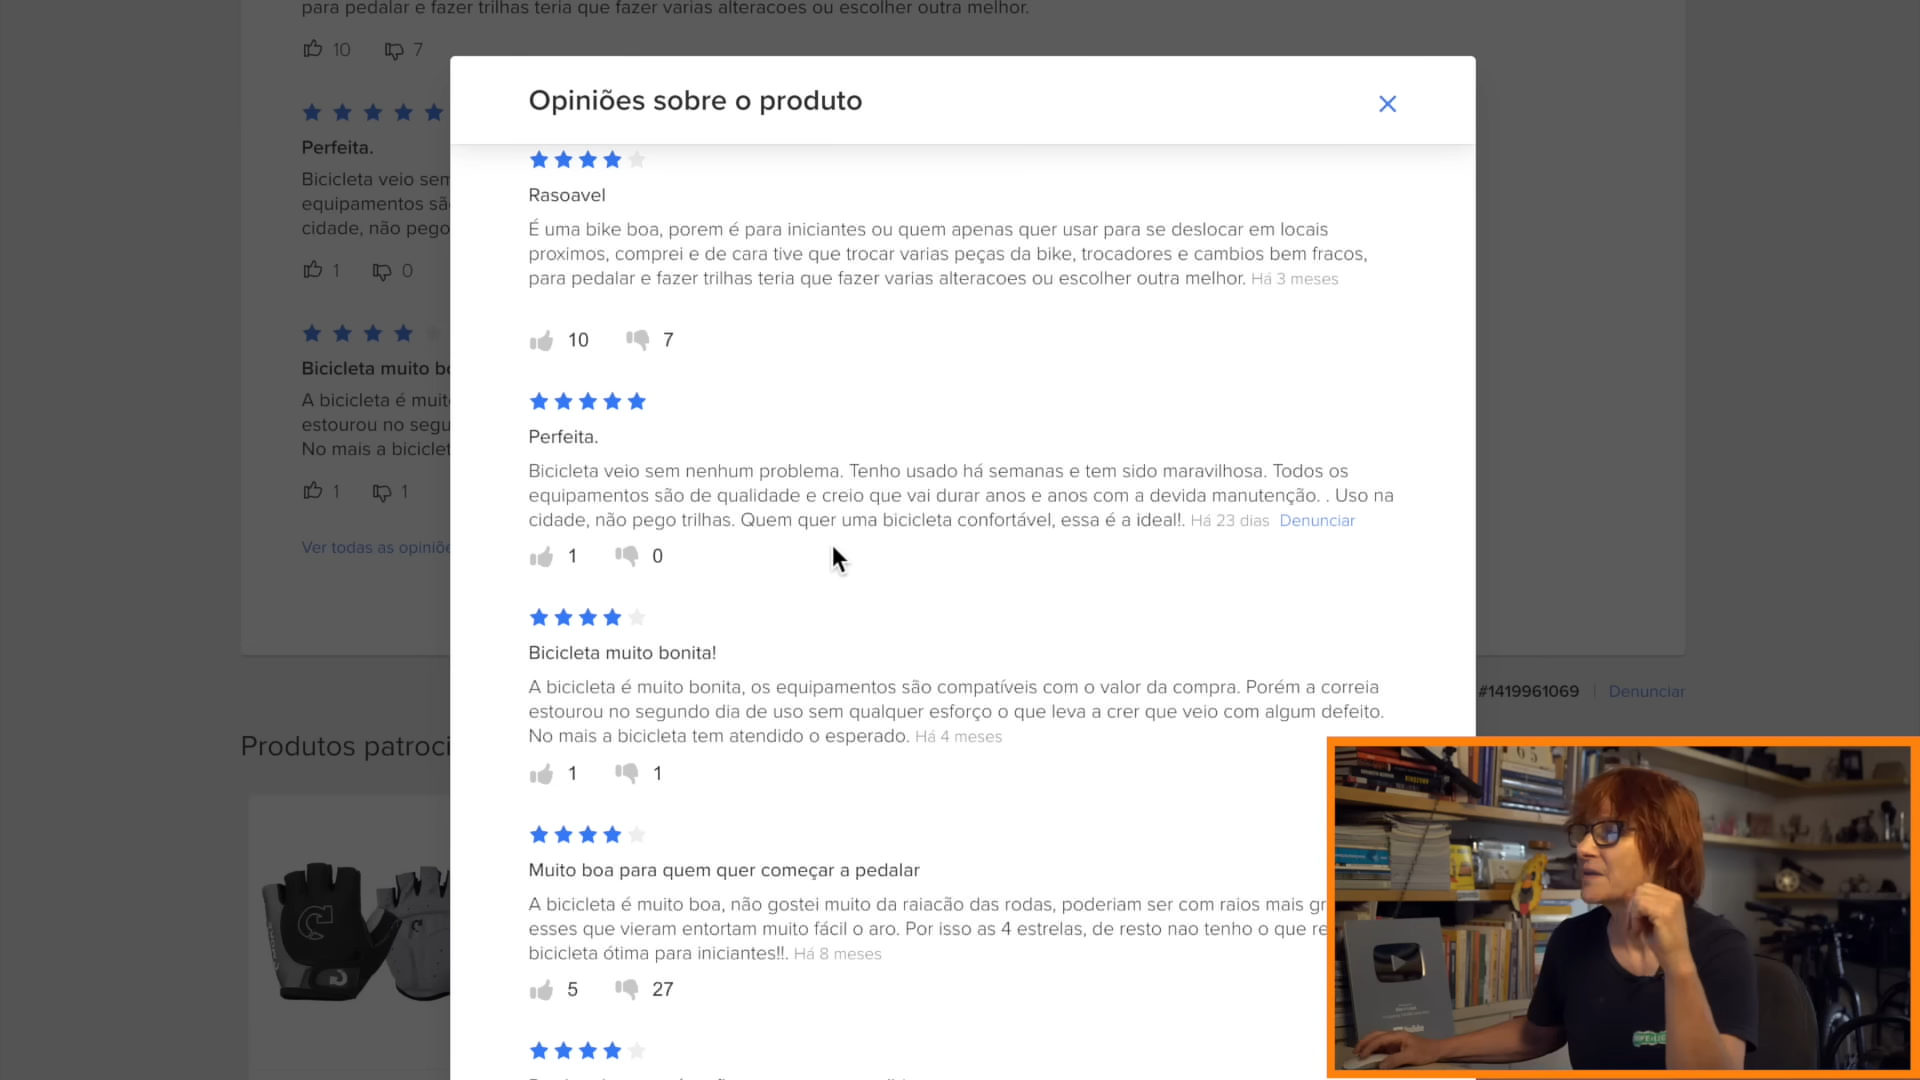 para pedalar e fazer trilhas teria que fazer varias alteracoes ou escolher outra melhor.
10 7
Perfeita.
Bicicleta veio sem
equipamentos sã
cidade, não pego
1 0
Bicicleta muito bo
A bicicleta é muit
estourou no segu
No mais a bicicle
1 1
Ver todas as opiniõe
Produtos patroci
Opiniões sobre o produto
Rasoavel
É uma bike boa, porem é para iniciantes ou quem apenas quer usar para se deslocar em locais
proximos, comprei e de cara tive que trocar varias peças da bike, trocadores e cambios bem fracos,
para pedalar e fazer trilhas teria que fazer varias alteracoes ou escolher outra melhor. Há 3 meses
10 7
Perfeita.
Bicicleta veio sem nenhum problema. Tenho usado há semanas e tem sido maravilhosa. Todos os
equipamentos são de qualidade e creio que vai durar anos e anos com a devida manutenção. . Uso na
cidade, não pego trilhas. Quem quer uma bicicleta confortável, essa é a ideal!. Há 23 dias Denunciar
1 0
Bicicleta muito bonita!
A bicicleta é muito bonita, os equipamentos são compatíveis com o valor da compra. Porém a correia
estourou no segundo dia de uso sem qualquer esforço o que leva a crer que veio com algum defeito.
No mais a bicicleta tem atendido o esperado. Há 4 meses
1 1
Muito boa para quem quer começar a pedalar
A bicicleta é muito boa, não gostei muito da raiacão das rodas, poderiam ser com raios mais gr
esses que vieram entortam muito fácil o aro. Por isso as 4 estrelas, de resto nao tenho o que re
bicicleta ótima para iniciantes!!. Há 8 meses
5 27
#1419961069 Denunciar